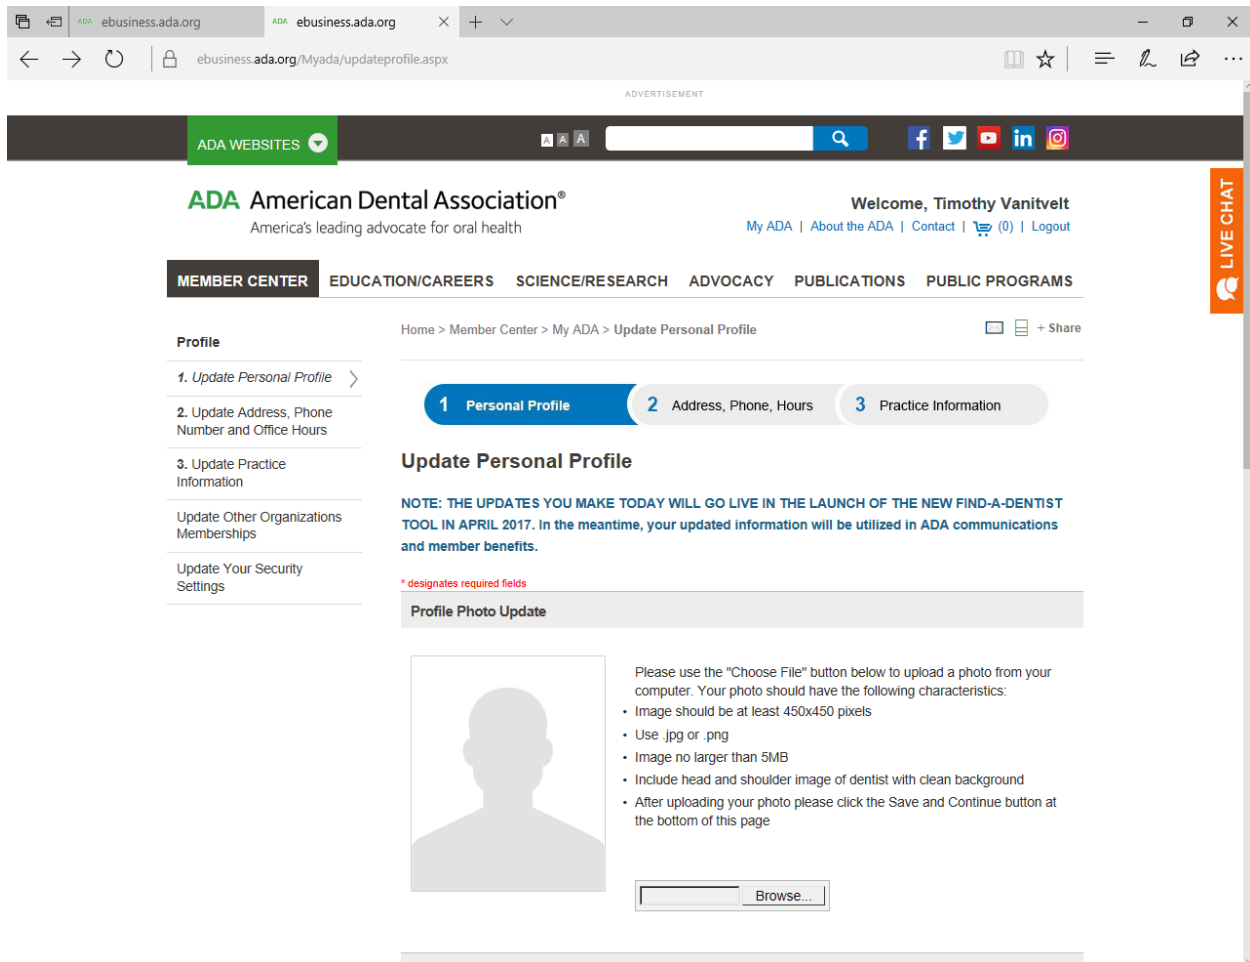 ADA ebusiness.ada.org
ADA ebusiness.ada.org
ebusiness.ada.org/Myada/updateprofile.aspx
ADVERTISEMENT
ADA WEBSITES
A A A
ADA American Dental Association®
America's leading advocate for oral health
Welcome, Timothy Vanitvelt
My ADA | About the ADA | Contact | (0) | Logout
LIVE CHAT
MEMBER CENTER EDUCATION/CAREERS SCIENCE/RESEARCH ADVOCACY PUBLICATIONS PUBLIC PROGRAMS
Profile
1. Update Personal Profile
2. Update Address, Phone
Number and Office Hours
3. Update Practice
Information
Update Other Organizations
Memberships
Update Your Security
Settings
Home > Member Center > My ADA > Update Personal Profile
+ Share
1 Personal Profile
2 Address, Phone, Hours
3 Practice Information
Update Personal Profile
NOTE: THE UPDATES YOU MAKE TODAY WILL GO LIVE IN THE LAUNCH OF THE NEW FIND-A-DENTIST
TOOL IN APRIL 2017. In the meantime, your updated information will be utilized in ADA communications
and member benefits.
* designates required fields
Profile Photo Update
Please use the "Choose File" button below to upload a photo from your
computer. Your photo should have the following characteristics:
• Image should be at least 450x450 pixels
• Use .jpg or .png
• Image no larger than 5MB
• Include head and shoulder image of dentist with clean background
• After uploading your photo please click the Save and Continue button at
the bottom of this page
Browse...